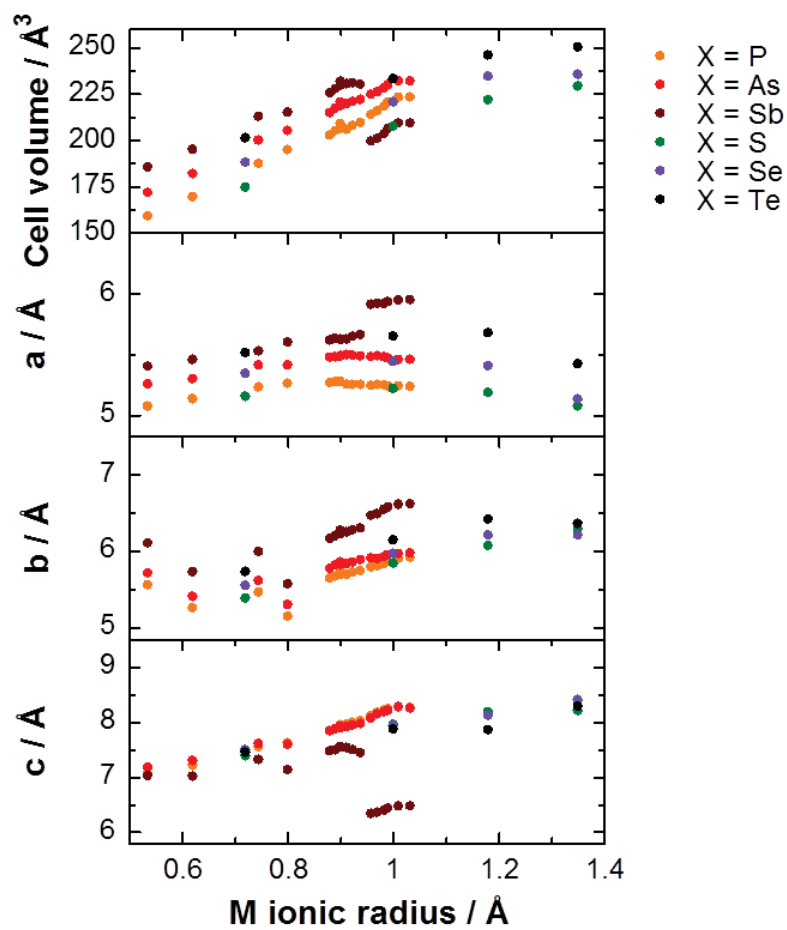 Cell volume / Å³
250
225
200
175
150
a / Å
6
5
b / Å
7
6
5
c / Å
9
8
7
6
0.6 0.8 1 1.2 1.4
M ionic radius / Å
X = P
X = As
X = Sb
X = S
X = Se
X = Te